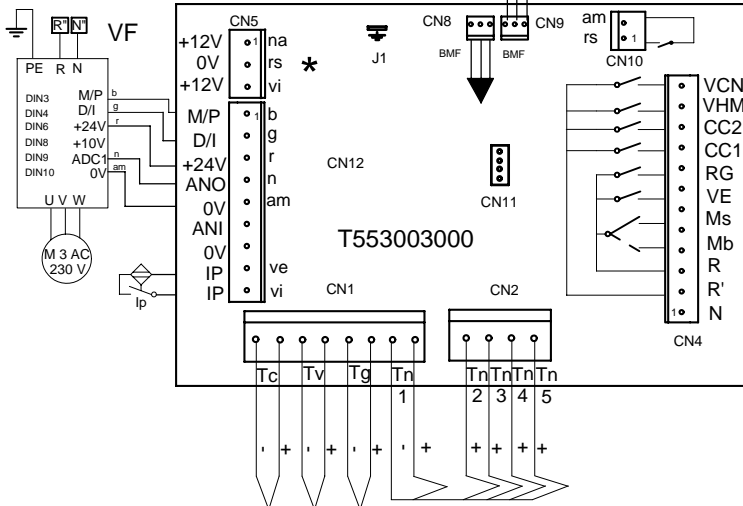 R" N" VF
PE R N
DIN3 M/P b
DIN4 D/I g
DIN6 +24V r
DIN8 +10V
DIN9 ADC1 n
DIN10 0V am
U V W
M 3 AC
230 V
Ip
CN5
+12V 1 na
0V rs *
+12V vi
M/P 1 b
D/I g
+24V r
ANO n
0V am
ANI
0V
IP ve
IP vi
J1
CN8 CN9
BMF BMF
am
rs 1
CN10
CN12
CN11
T553003000
VCN
VHM
CC2
CC1
RG
VE
Ms
Mb
R
R'
1 N
CN4
CN1 CN2
Tc Tv Tg Tn Tn Tn Tn Tn
1 2 3 4 5
- + - + - + - + + + + +